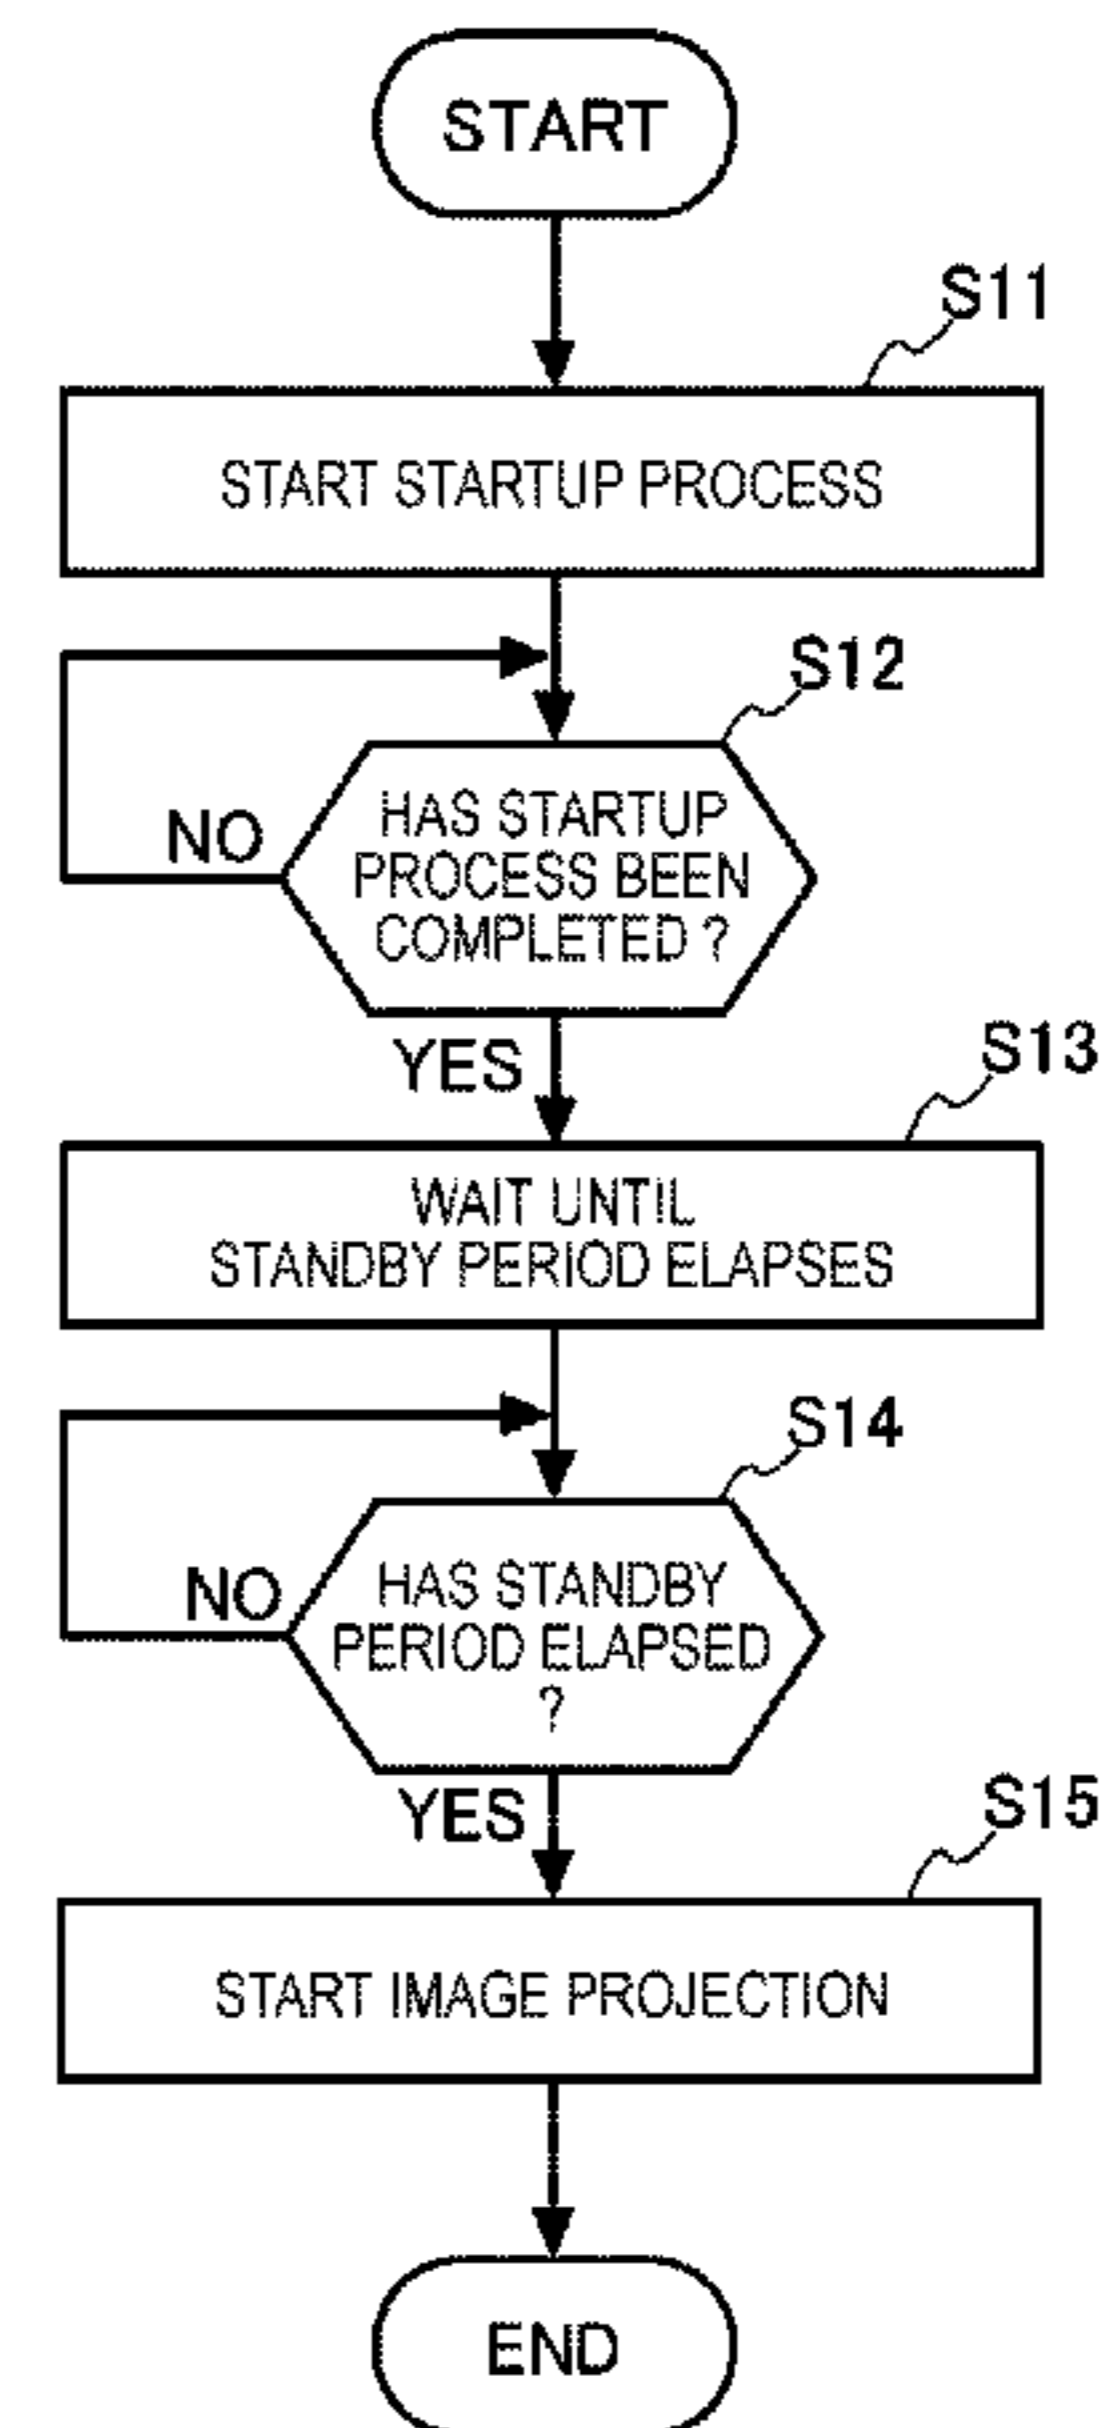 START
S11
START STARTUP PROCESS
S12
HAS STARTUP
PROCESS BEEN
COMPLETED ?
NO
YES
S13
WAIT UNTIL
STANDBY PERIOD ELAPSES
S14
HAS STANDBY
PERIOD ELAPSED
?
NO
YES
S15
START IMAGE PROJECTION
END